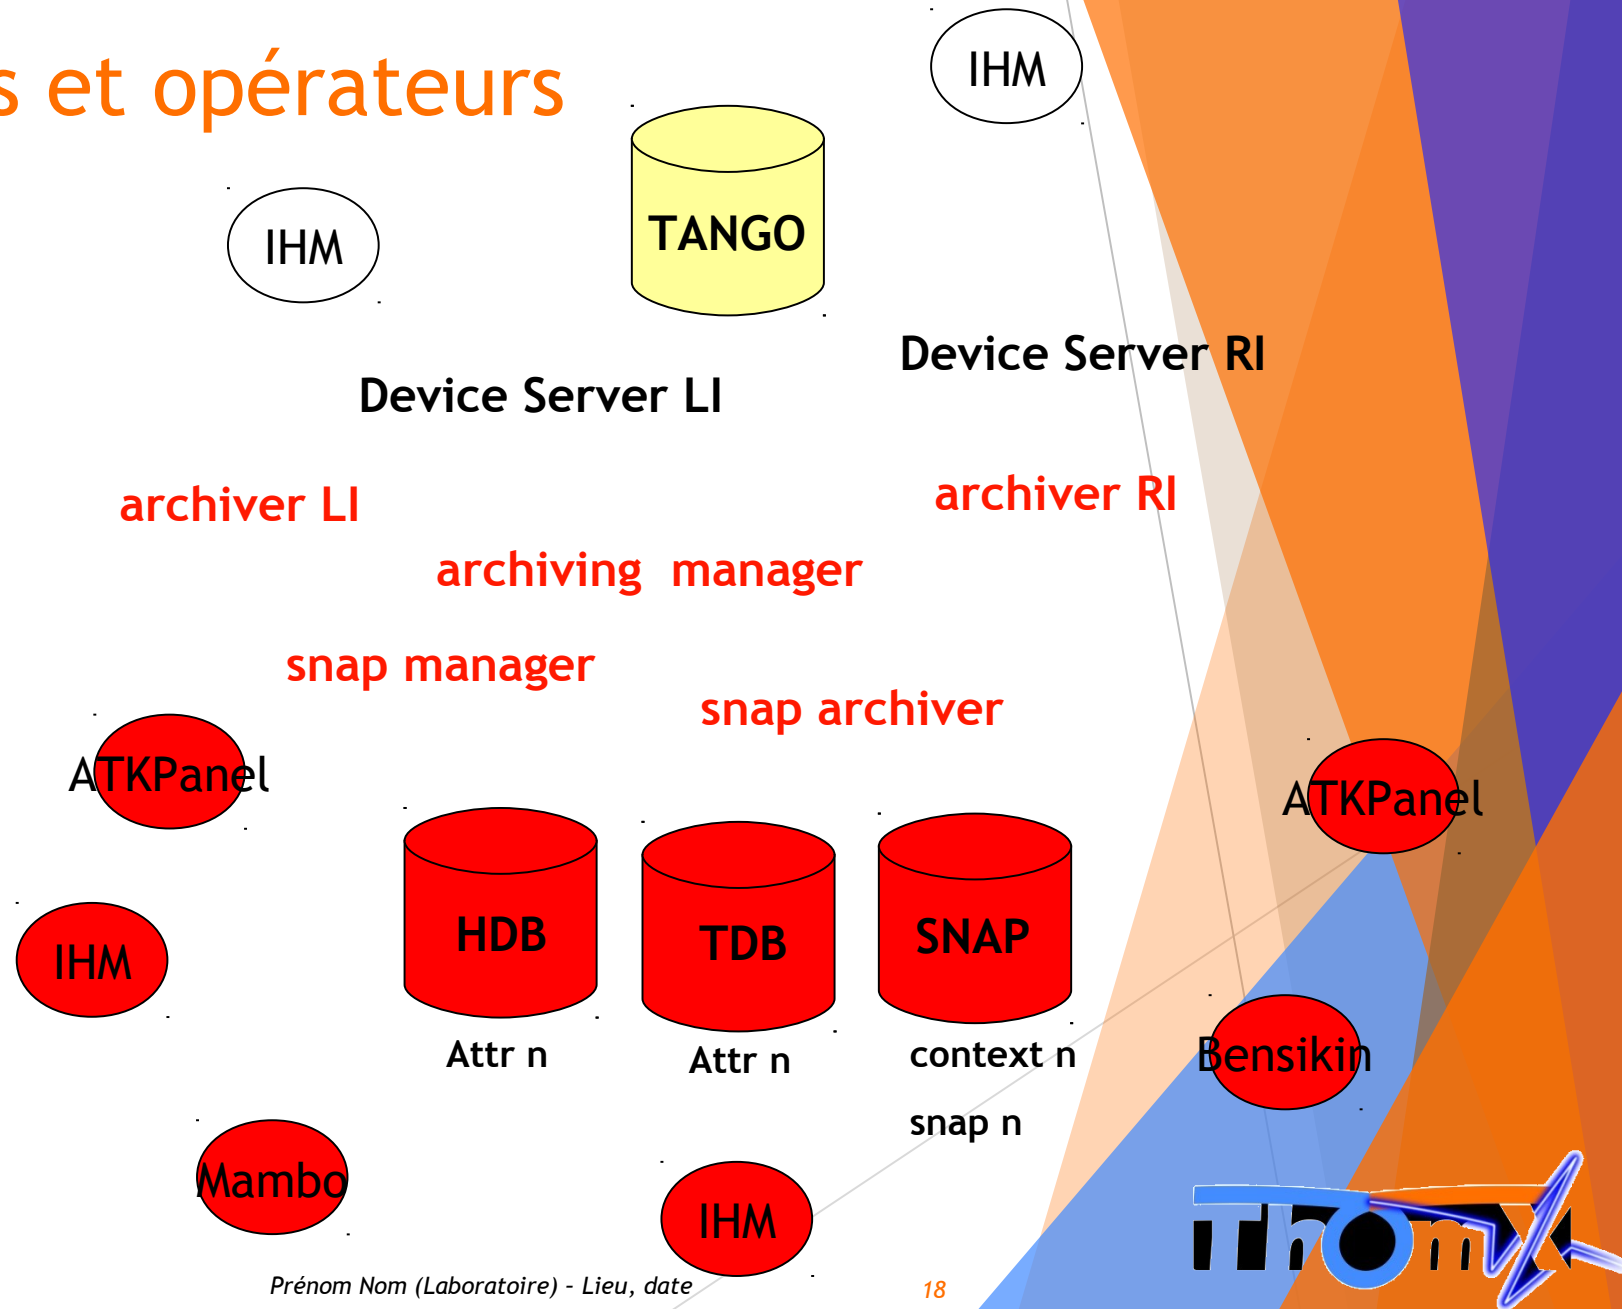 s et opérateurs
IHM
TANGO
IHM
Device Server RI
Device Server LI
archiver RI
archiver LI
archiving manager
snap manager
snap archiver
ATKPanel
ATKPanel
HDB
TDB
SNAP
IHM
Attr n
Attr n
context n
Bensikin
snap n
Mambo
IHM
ThomX
Prénom Nom (Laboratoire) – Lieu, date
18